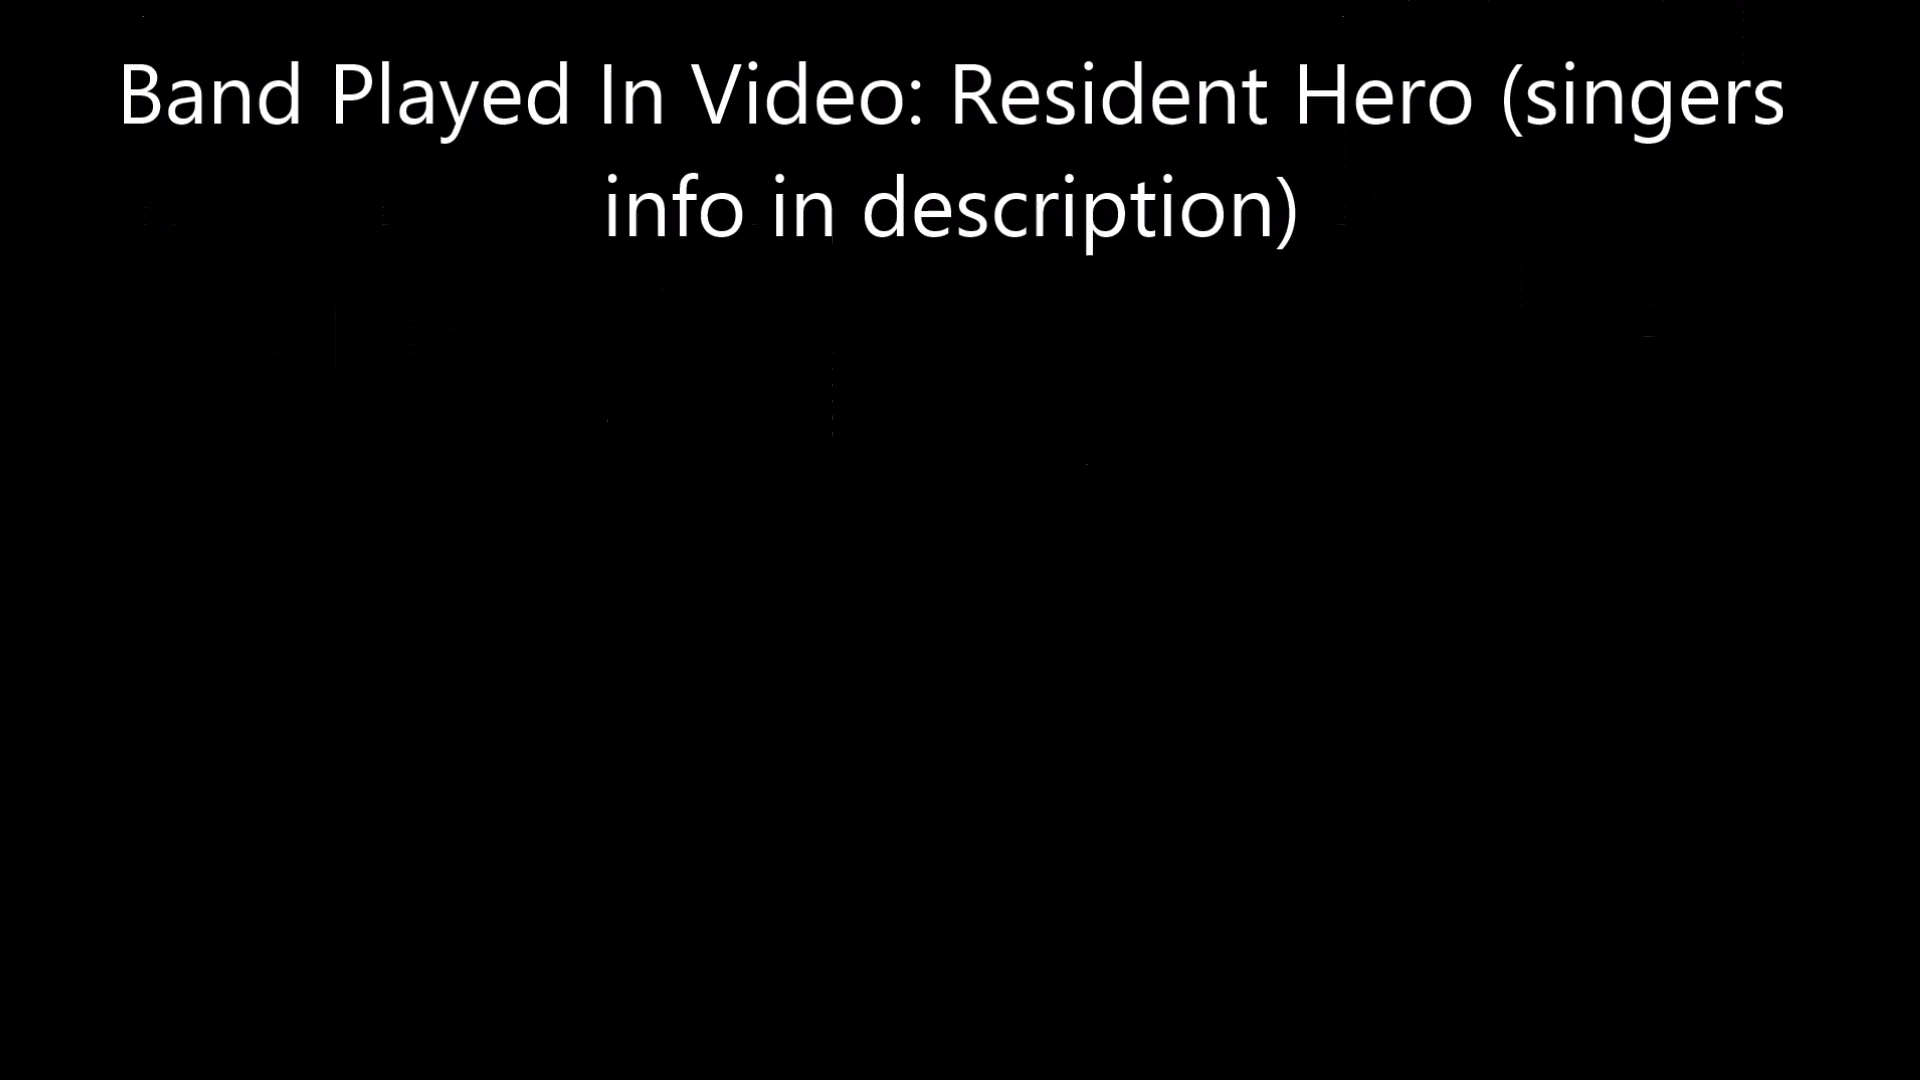 Band Played In Video: Resident Hero (singers
info in description)